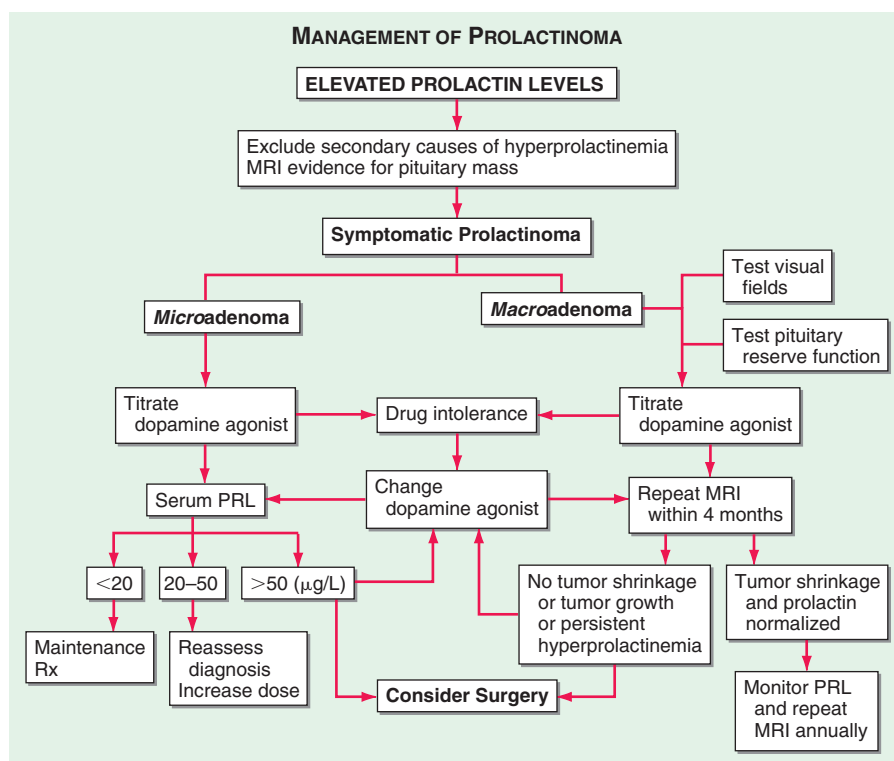 MANAGEMENT OF PROLACTINOMA
ELEVATED PROLACTIN LEVELS
Exclude secondary causes of hyperprolactinemia
MRI evidence for pituitary mass
Symptomatic Prolactinoma
Microadenoma
Macroadenoma
Test visual
fields
Test pituitary
reserve function
Titrate
dopamine agonist
Drug intolerance
Titrate
dopamine agonist
Serum PRL
Change
dopamine agonist
Repeat MRI
within 4 months
<20
20–50
>50 (μg/L)
No tumor shrinkage
or tumor growth
or persistent
hyperprolactinemia
Tumor shrinkage
and prolactin
normalized
Maintenance
Rx
Reassess
diagnosis
Increase dose
Consider Surgery
Monitor PRL
and repeat
MRI annually